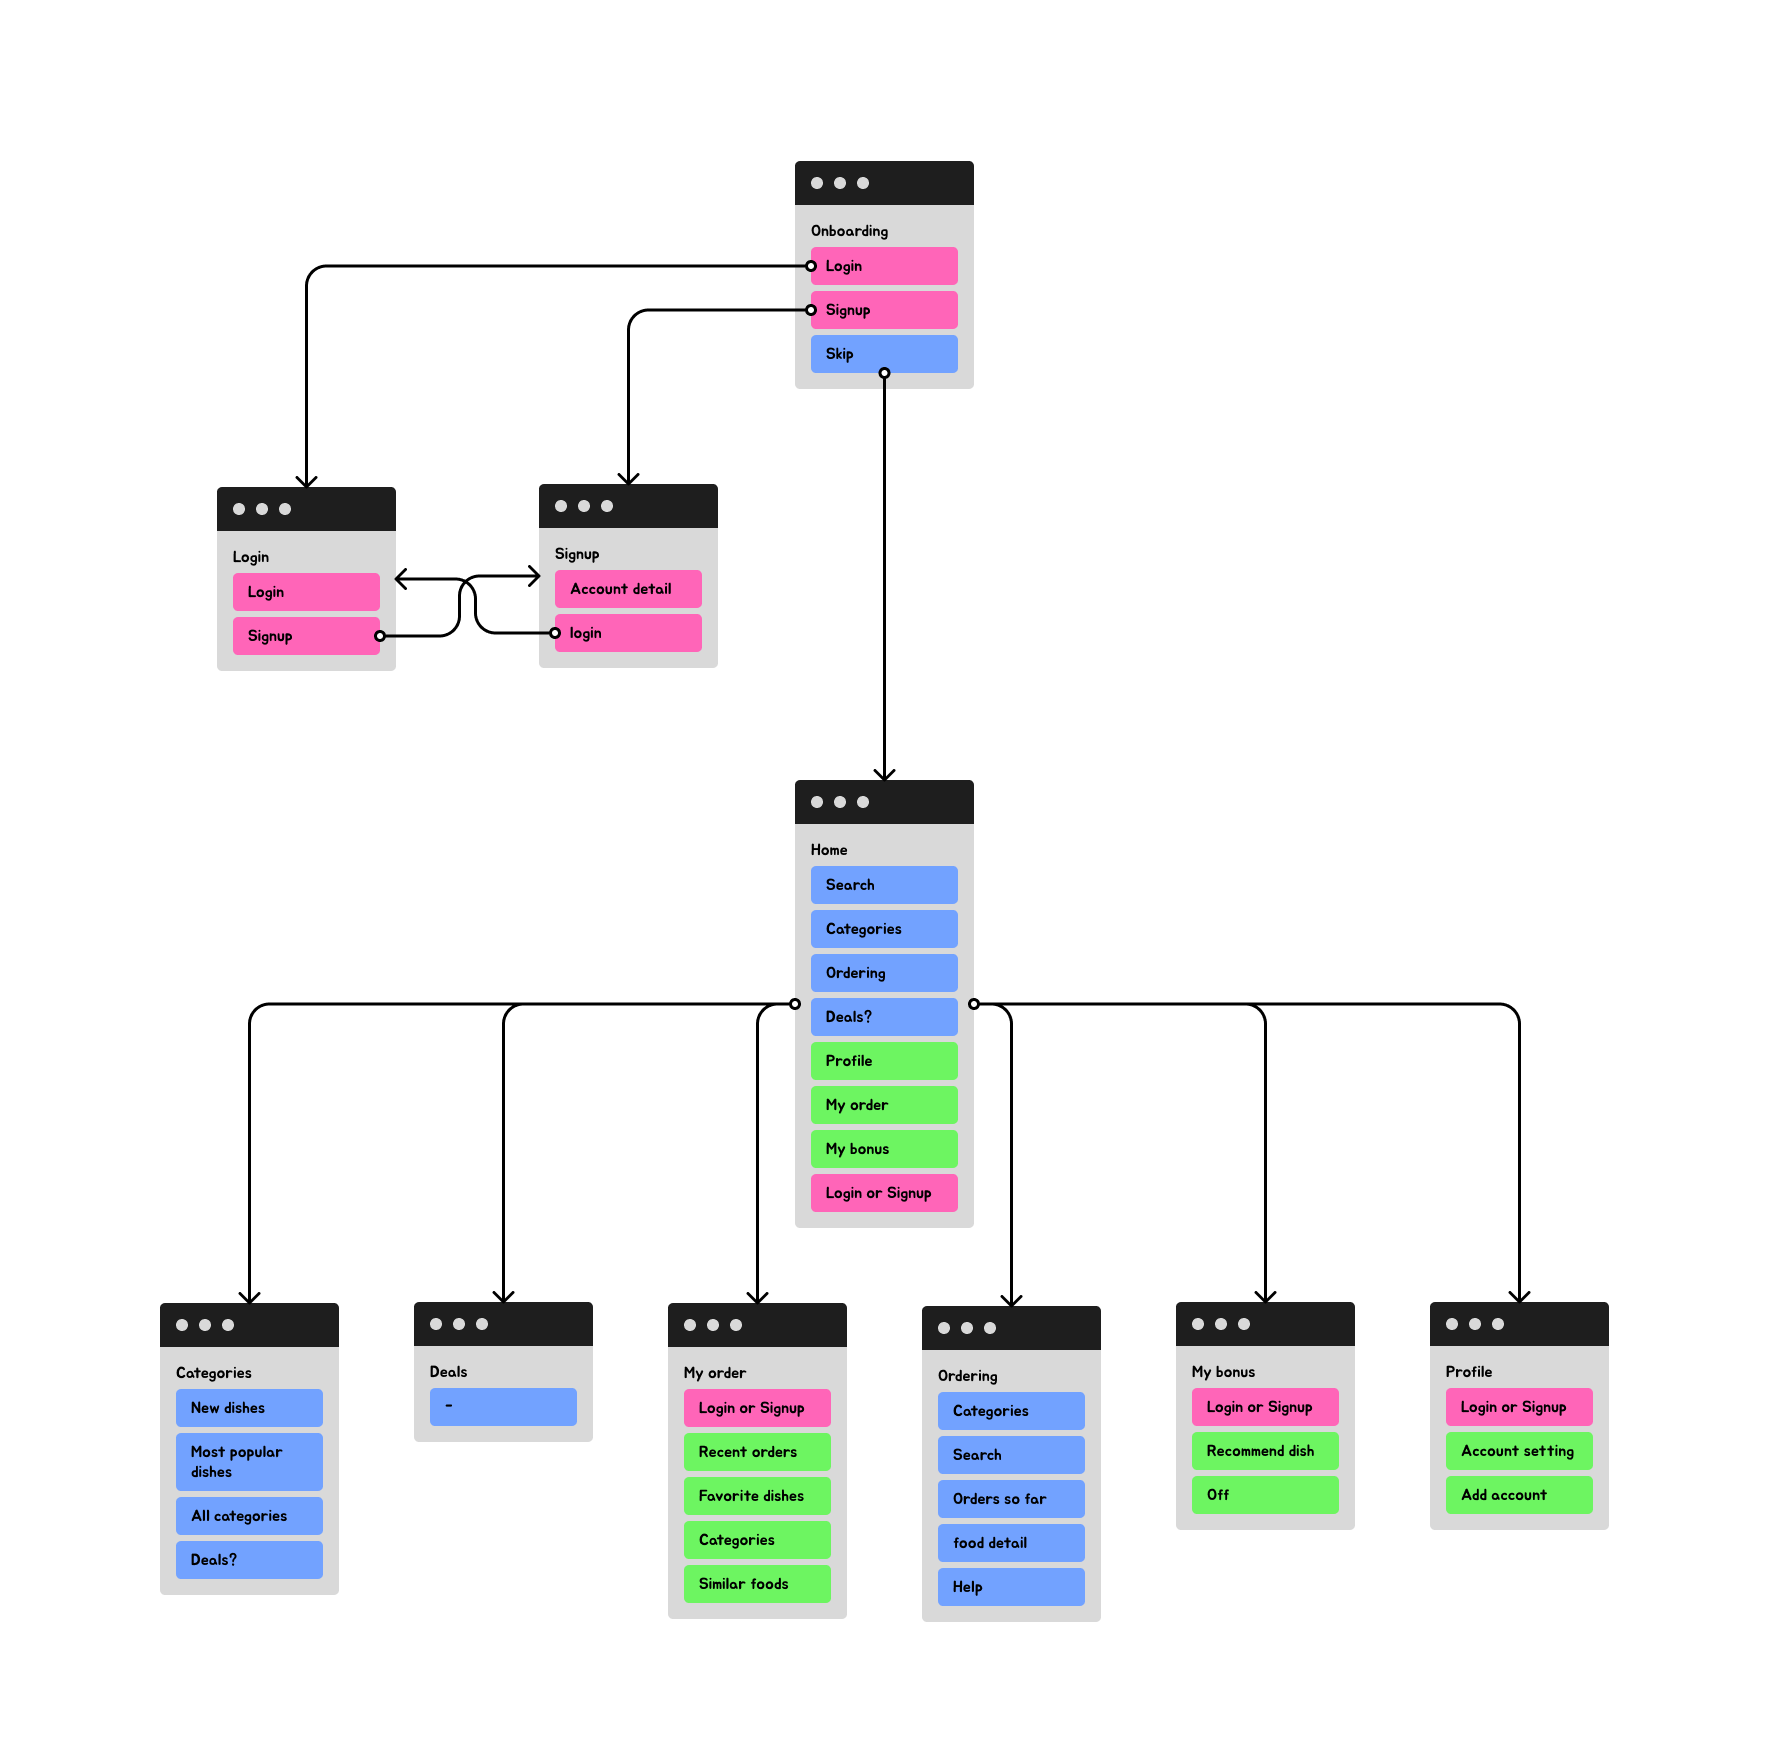 Onboarding
Login
Signup
Skip
Login
Login
Signup
Signup
Account detail
login
Home
Search
Categories
Ordering
Deals?
Profile
My order
My bonus
Login or Signup
Categories
New dishes
Most popular
dishes
All categories
Deals?
Deals
-
My order
Login or Signup
Recent orders
Favorite dishes
Categories
Similar foods
Ordering
Categories
Search
Orders so far
food detail
Help
My bonus
Login or Signup
Recommend dish
Off
Profile
Login or Signup
Account setting
Add account